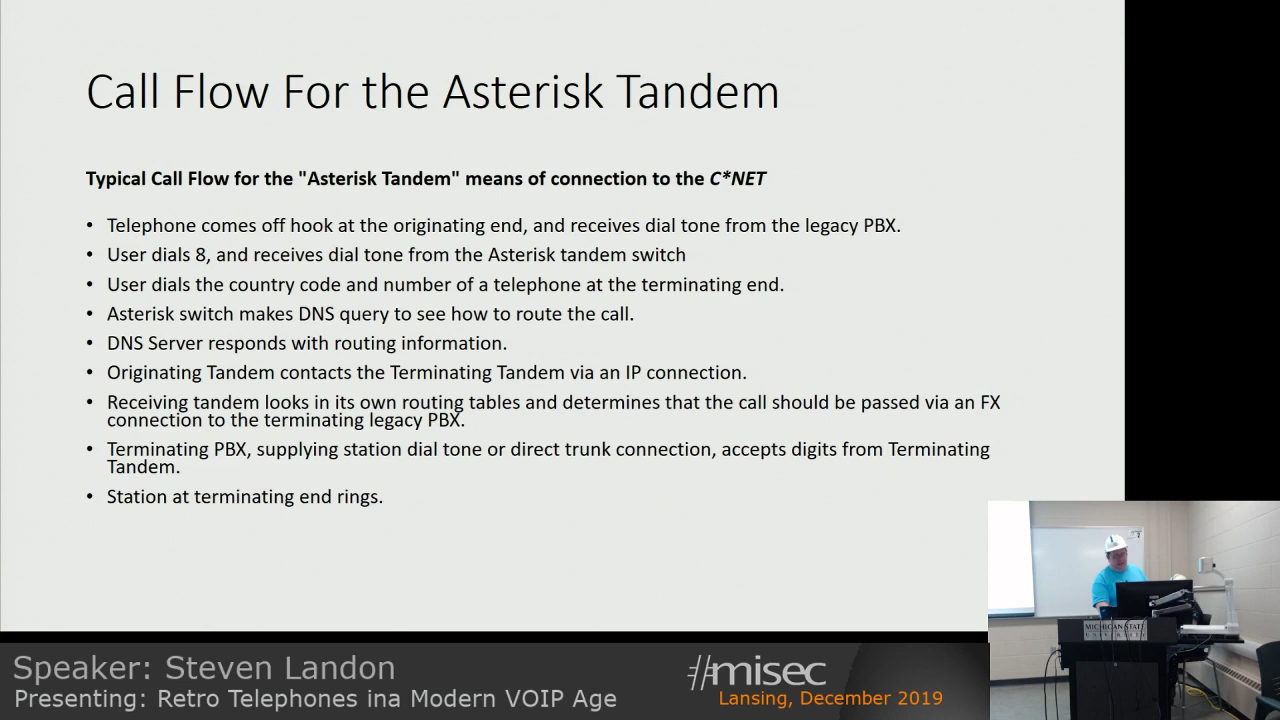 Call Flow For the Asterisk Tandem
Typical Call Flow for the "Asterisk Tandem" means of connection to the C*NET
• Telephone comes off hook at the originating end, and receives dial tone from the legacy PBX.
• User dials 8, and receives dial tone from the Asterisk tandem switch
• User dials the country code and number of a telephone at the terminating end.
• Asterisk switch makes DNS query to see how to route the call.
• DNS Server responds with routing information.
• Originating Tandem contacts the Terminating Tandem via an IP connection.
• Receiving tandem looks in its own routing tables and determines that the call should be passed via an FX
connection to the terminating legacy PBX.
• Terminating PBX, supplying station dial tone or direct trunk connection, accepts digits from Terminating
Tandem.
• Station at terminating end rings.
MICHIGAN STATE
UNIVERSITY
Speaker: Steven Landon
Presenting: Retro Telephones ina Modern VOIP Age
#misec
Lansing, December 2019